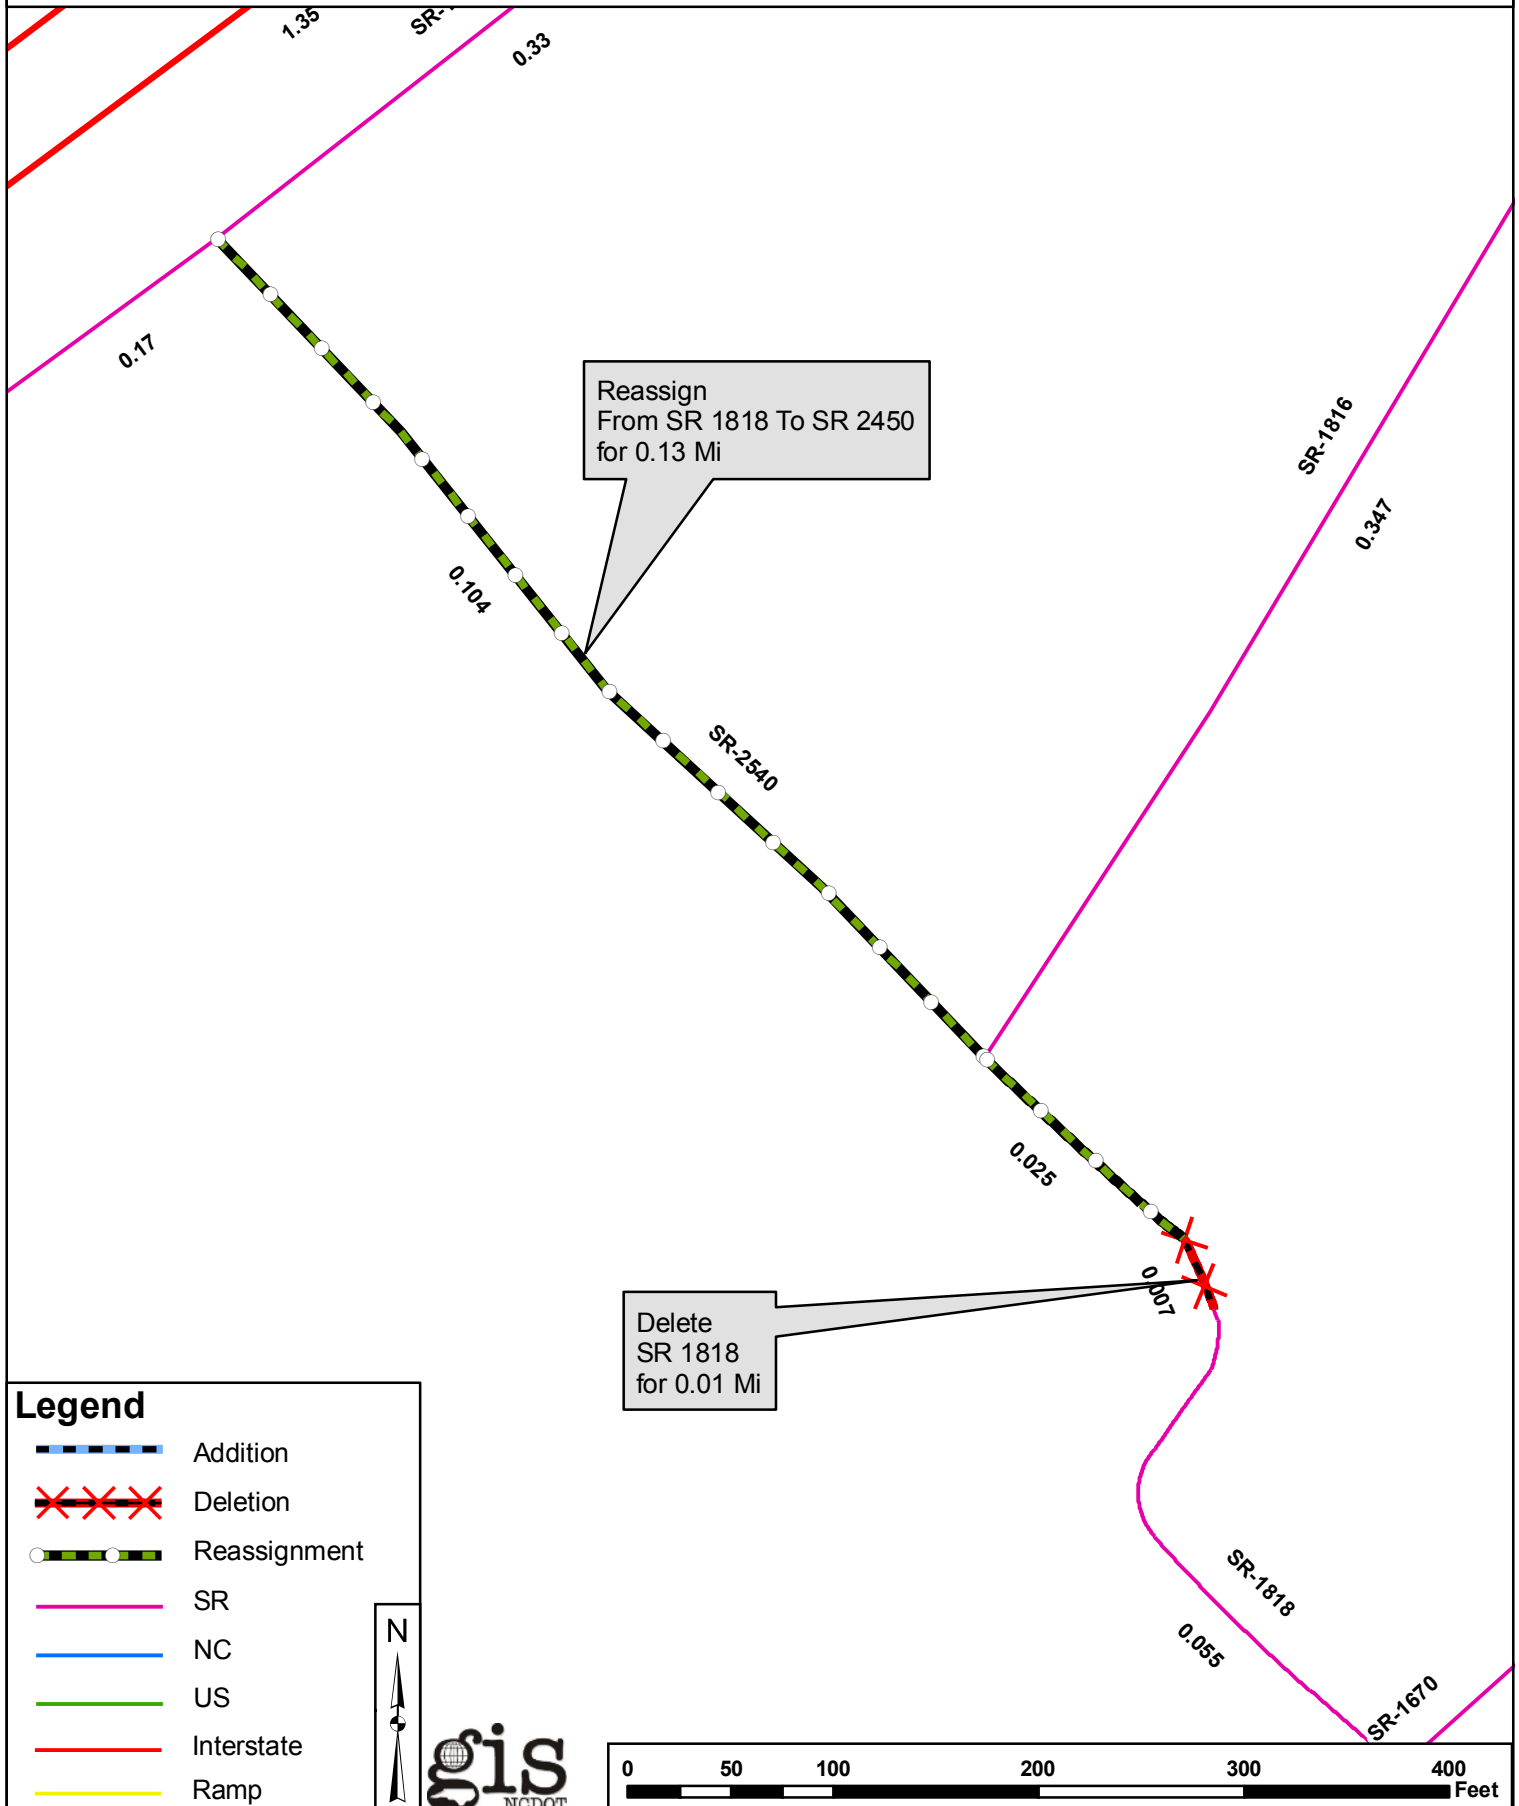 1.35
SR-1
0.33
0.17
Reassign
From SR 1818 To SR 2450
for 0.13 Mi
SR-1816
0.347
0.104
SR-2540
0.025
0.007
Delete
SR 1818
for 0.01 Mi
Legend
Addition
Deletion
Reassignment
SR
NC
US
Interstate
Ramp
N
gis
NCDOT
SR-1818
0.055
SR-1670
0 50 100 200 300 400
Feet